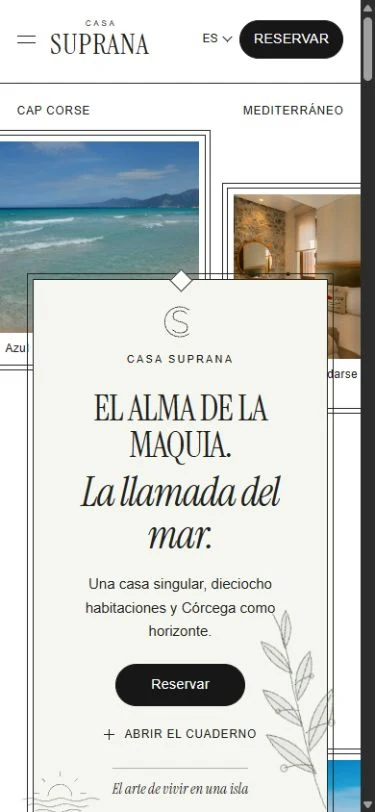 CASA
SUPRANA
ES
RESERVAR
CAP CORSE
MEDITERRÁNEO
Azul
darse
CASA SUPRANA
EL ALMA DE LA
MAQUIA.
La llamada del
mar.
Una casa singular, dieciocho
habitaciones y Córcega como
horizonte.
Reservar
+ ABRIR EL CUADERNO
El arte de vivir en una isla